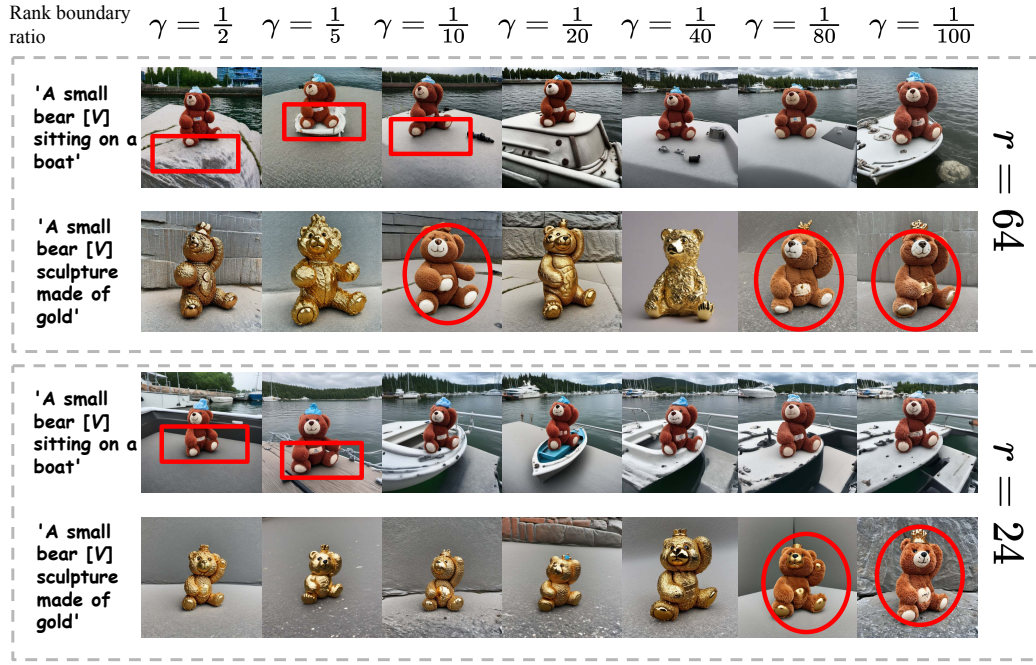 Rank boundary
ratio
γ = 1/2 γ = 1/5 γ = 1/10 γ = 1/20 γ = 1/40 γ = 1/80 γ = 1/100
'A small
bear [V]
sitting on a
boat'
'A small
bear [V]
sculpture
made of
gold'
r = 64
'A small
bear [V]
sitting on a
boat'
'A small
bear [V]
sculpture
made of
gold'
r = 24